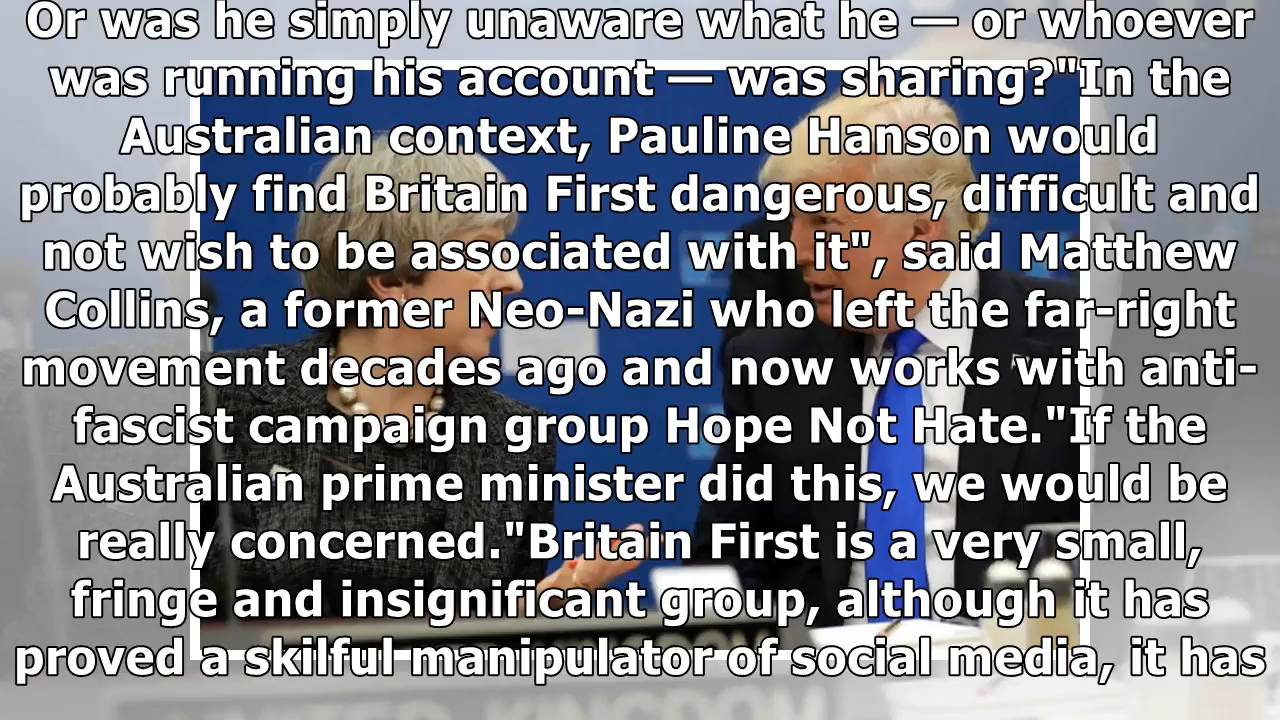 Or was he simply unaware what he — or whoever
was running his account — was sharing?"In the
Australian context, Pauline Hanson would
probably find Britain First dangerous, difficult and
not wish to be associated with it", said Matthew
Collins, a former Neo-Nazi who left the far-right
movement decades ago and now works with anti-
fascist campaign group Hope Not Hate."If the
Australian prime minister did this, we would be
really concerned."Britain First is a very small,
fringe and insignificant group, although it has
proved a skilful manipulator of social media, it has
UNITED KINGDOM